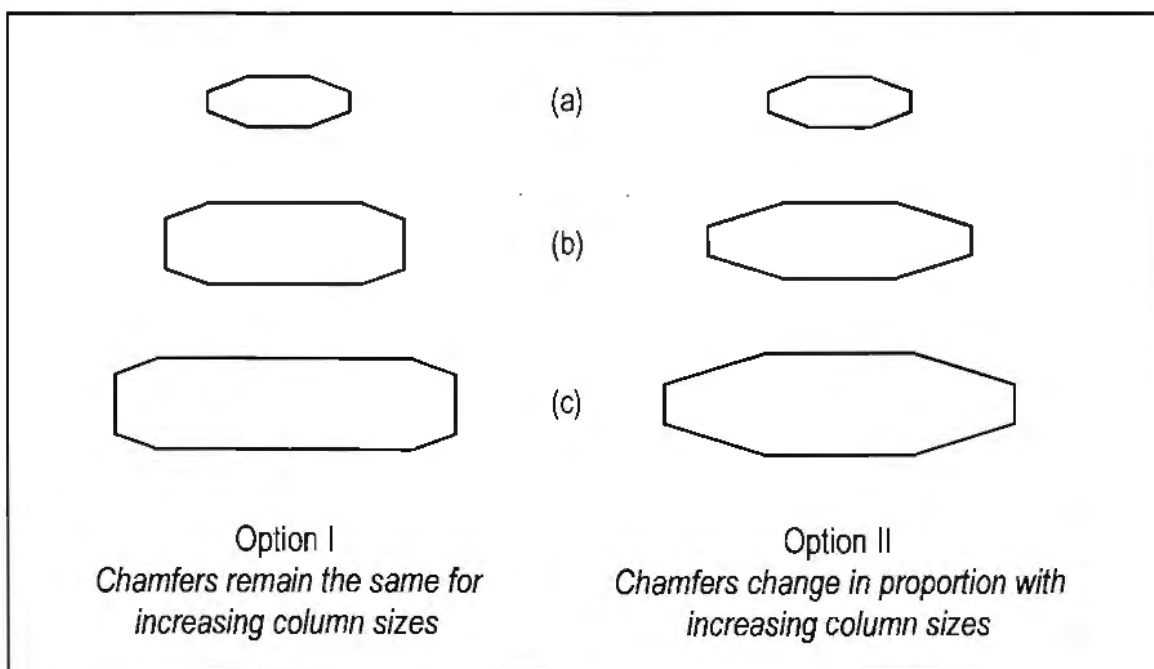 (a)
(b)
(c)
Option I
Chamfers remain the same for
increasing column sizes
Option II
Chamfers change in proportion with
increasing column sizes